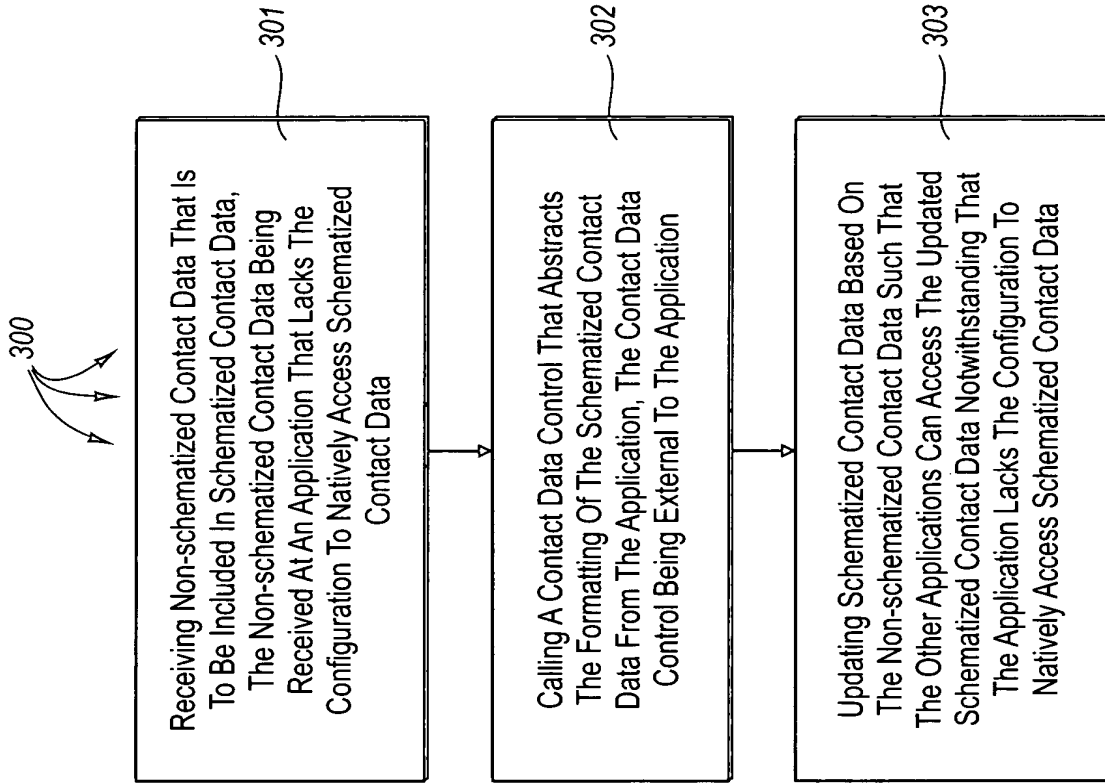 300
Receiving Non-schematized Contact Data That Is
To Be Included In Schematized Contact Data,
The Non-schematized Contact Data Being
Received At An Application That Lacks The
Configuration To Natively Access Schematized
Contact Data
301
Calling A Contact Data Control That Abstracts
The Formatting Of The Schematized Contact
Data From The Application, The Contact Data
Control Being External To The Application
302
Updating Schematized Contact Data Based On
The Non-schematized Contact Data Such That
The Other Applications Can Access The Updated
Schematized Contact Data Notwithstanding That
The Application Lacks The Configuration To
Natively Access Schematized Contact Data
303